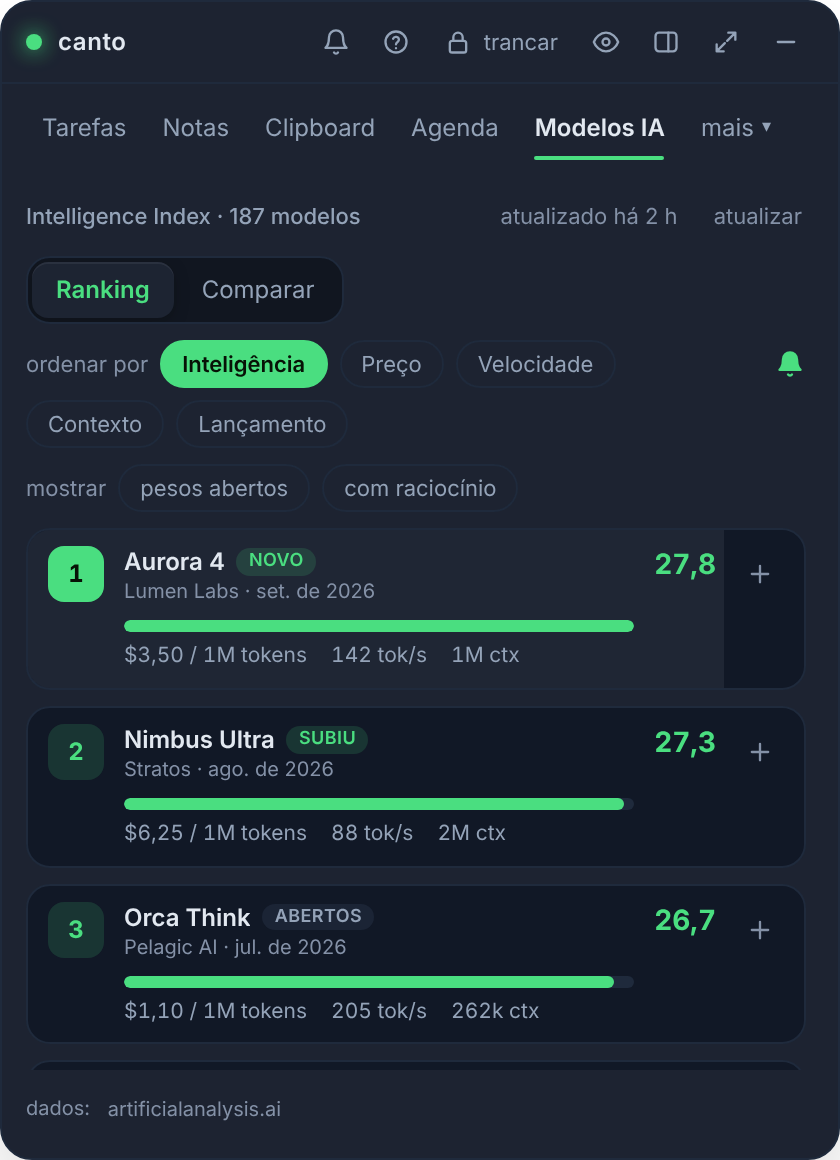 canto trancar
Tarefas Notas Clipboard Agenda Modelos IA mais ▼
Intelligence Index · 187 modelos atualizado há 2 h atualizar
Ranking Comparar
ordenar por Inteligência Preço Velocidade
Contexto Lançamento
mostrar pesos abertos com raciocínio
1 Aurora 4 NOVO 27,8 +
Lumen Labs · set. de 2026
$3,50 / 1M tokens 142 tok/s 1M ctx
2 Nimbus Ultra SUBIU 27,3 +
Stratos · ago. de 2026
$6,25 / 1M tokens 88 tok/s 2M ctx
3 Orca Think ABERTOS 26,7 +
Pelagic AI · jul. de 2026
$1,10 / 1M tokens 205 tok/s 262k ctx
dados: artificialanalysis.ai